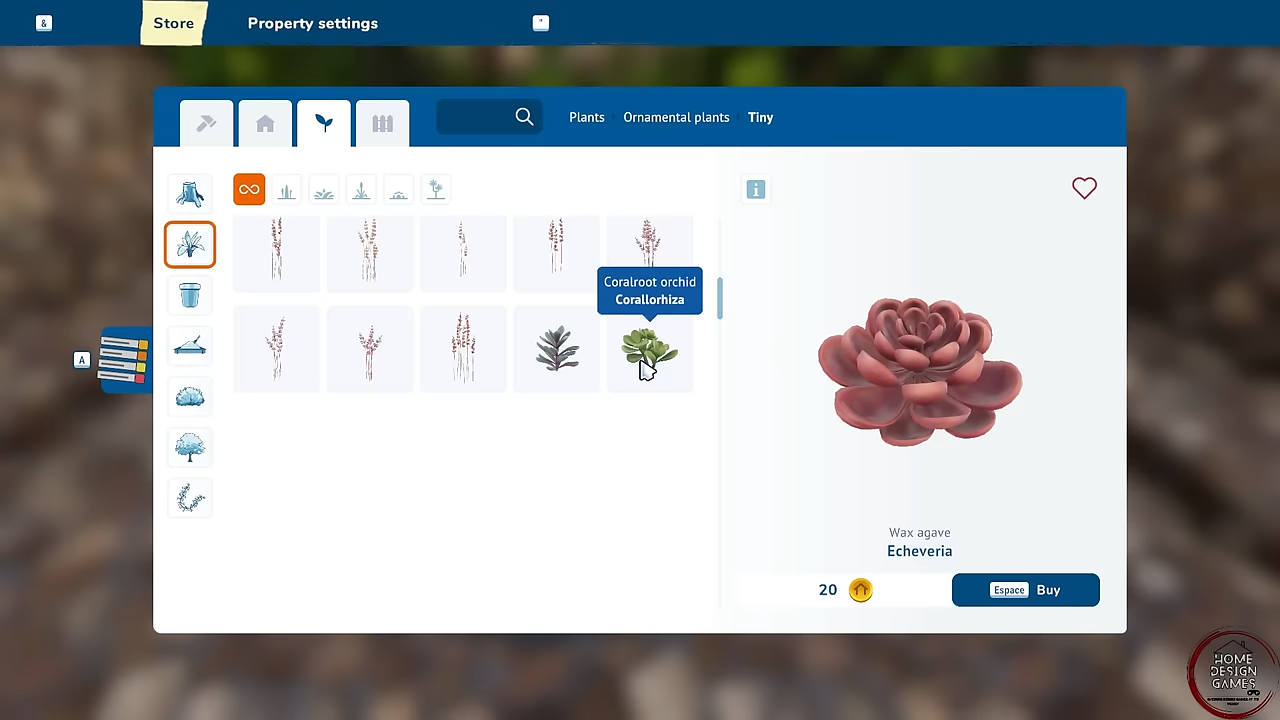 &
Store
Property settings
"
Plants
Ornamental plants
Tiny
Coralroot orchid
Corallorhiza
A
Wax agave
Echeveria
20
Espace
Buy
HOME
DESIGN
GAMES